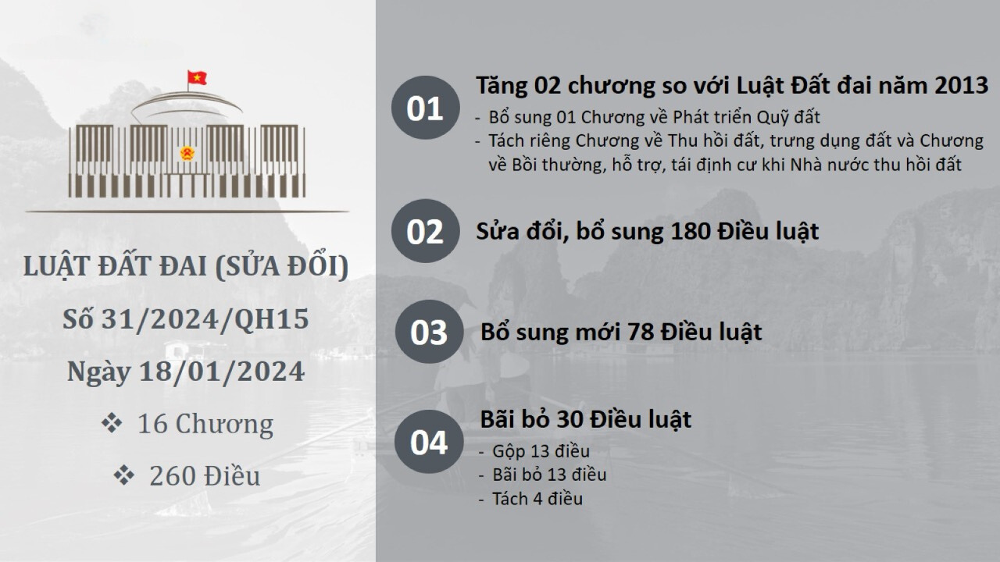 LUẬT ĐẤT ĐAI (SỬA ĐỔI)
Số 31/2024/QH15
Ngày 18/01/2024
❖ 16 Chương
❖ 260 Điều
01
Tăng 02 chương so với Luật Đất đai năm 2013
- Bổ sung 01 Chương về Phát triển Quỹ đất
- Tách riêng Chương về Thu hồi đất, trưng dụng đất và Chương
về Bồi thường, hỗ trợ, tái định cư khi Nhà nước thu hồi đất
02
Sửa đổi, bổ sung 180 Điều luật
03
Bổ sung mới 78 Điều luật
04
Bãi bỏ 30 Điều luật
- Gộp 13 điều
- Bãi bỏ 13 điều
- Tách 4 điều